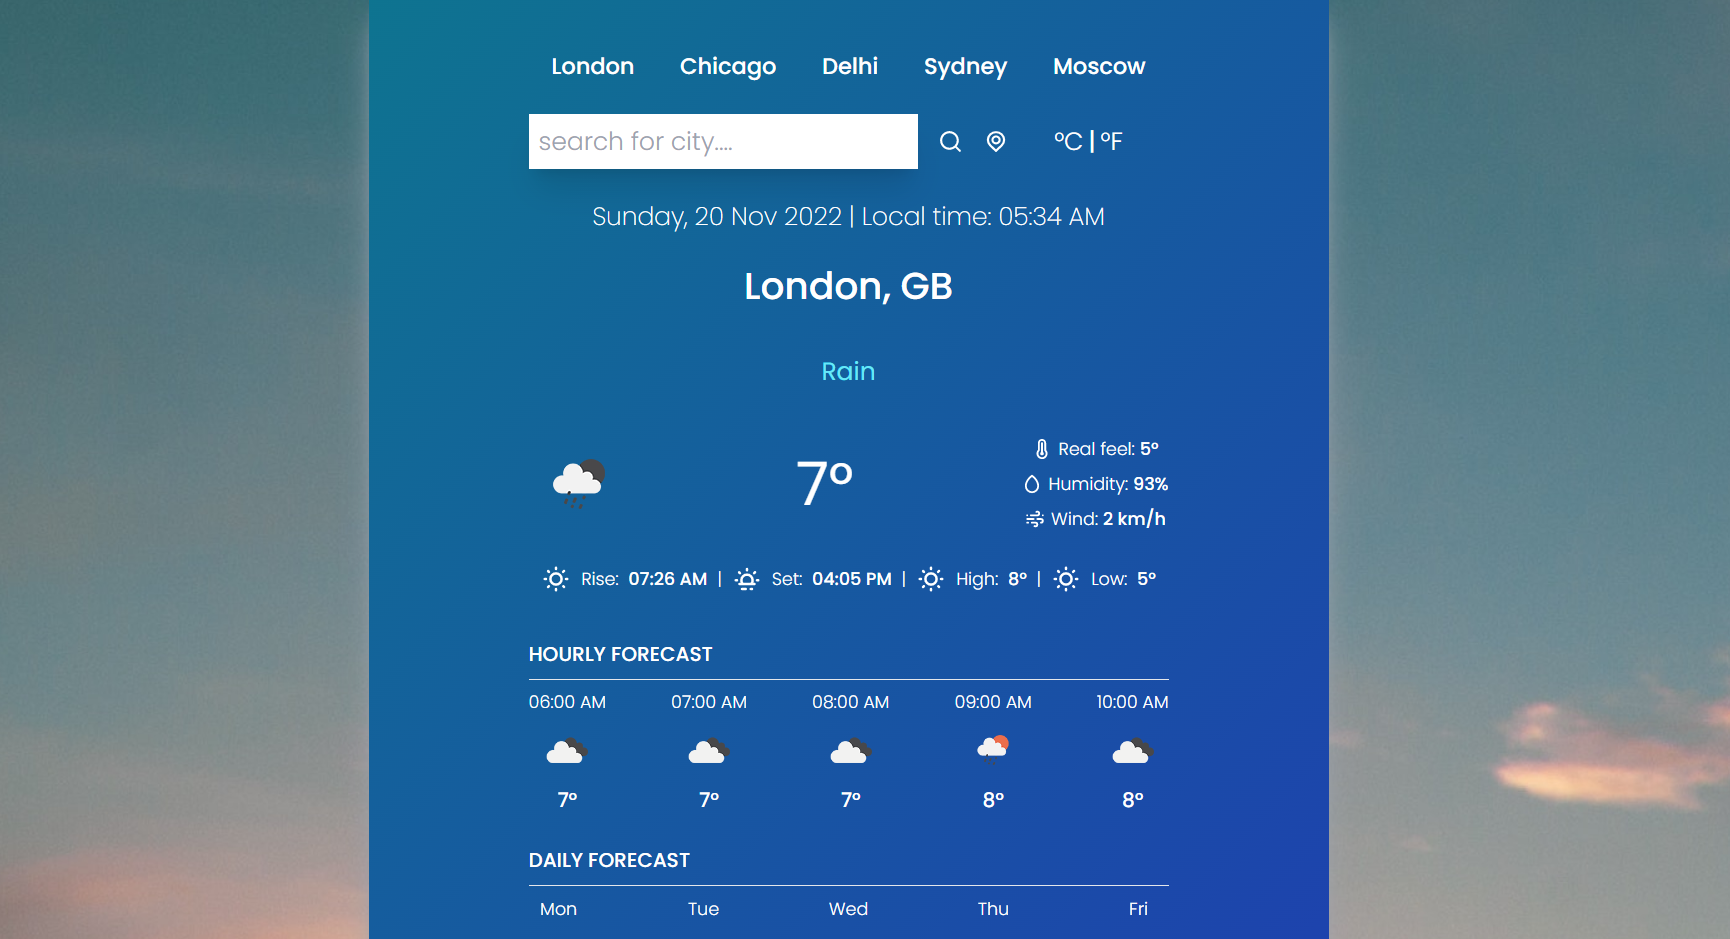 London Chicago Delhi Sydney Moscow
search for city....
°C | °F
Sunday, 20 Nov 2022 | Local time: 05:34 AM
London, GB
Rain
7°
Real feel: 5°
Humidity: 93%
Wind: 2 km/h
Rise: 07:26 AM | Set: 04:05 PM | High: 8° | Low: 5°
HOURLY FORECAST
06:00 AM 07:00 AM 08:00 AM 09:00 AM 10:00 AM
7° 7° 7° 8° 8°
DAILY FORECAST
Mon Tue Wed Thu Fri